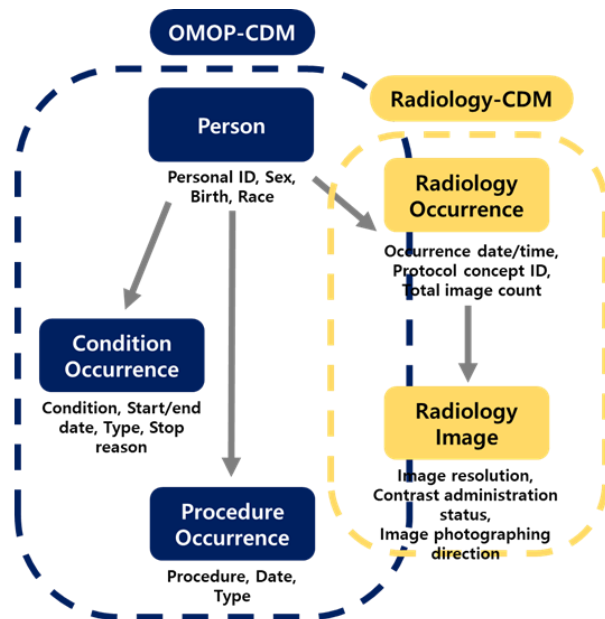 OMOP-CDM
Radiology-CDM
Person
Personal ID, Sex,
Birth, Race
Radiology
Occurrence
Occurrence date/time,
Protocol concept ID,
Total image count
Condition
Occurrence
Condition, Start/end
date, Type, Stop
reason
Radiology
Image
Image resolution,
Contrast administration
status,
Image photographing
direction
Procedure
Occurrence
Procedure, Date,
Type